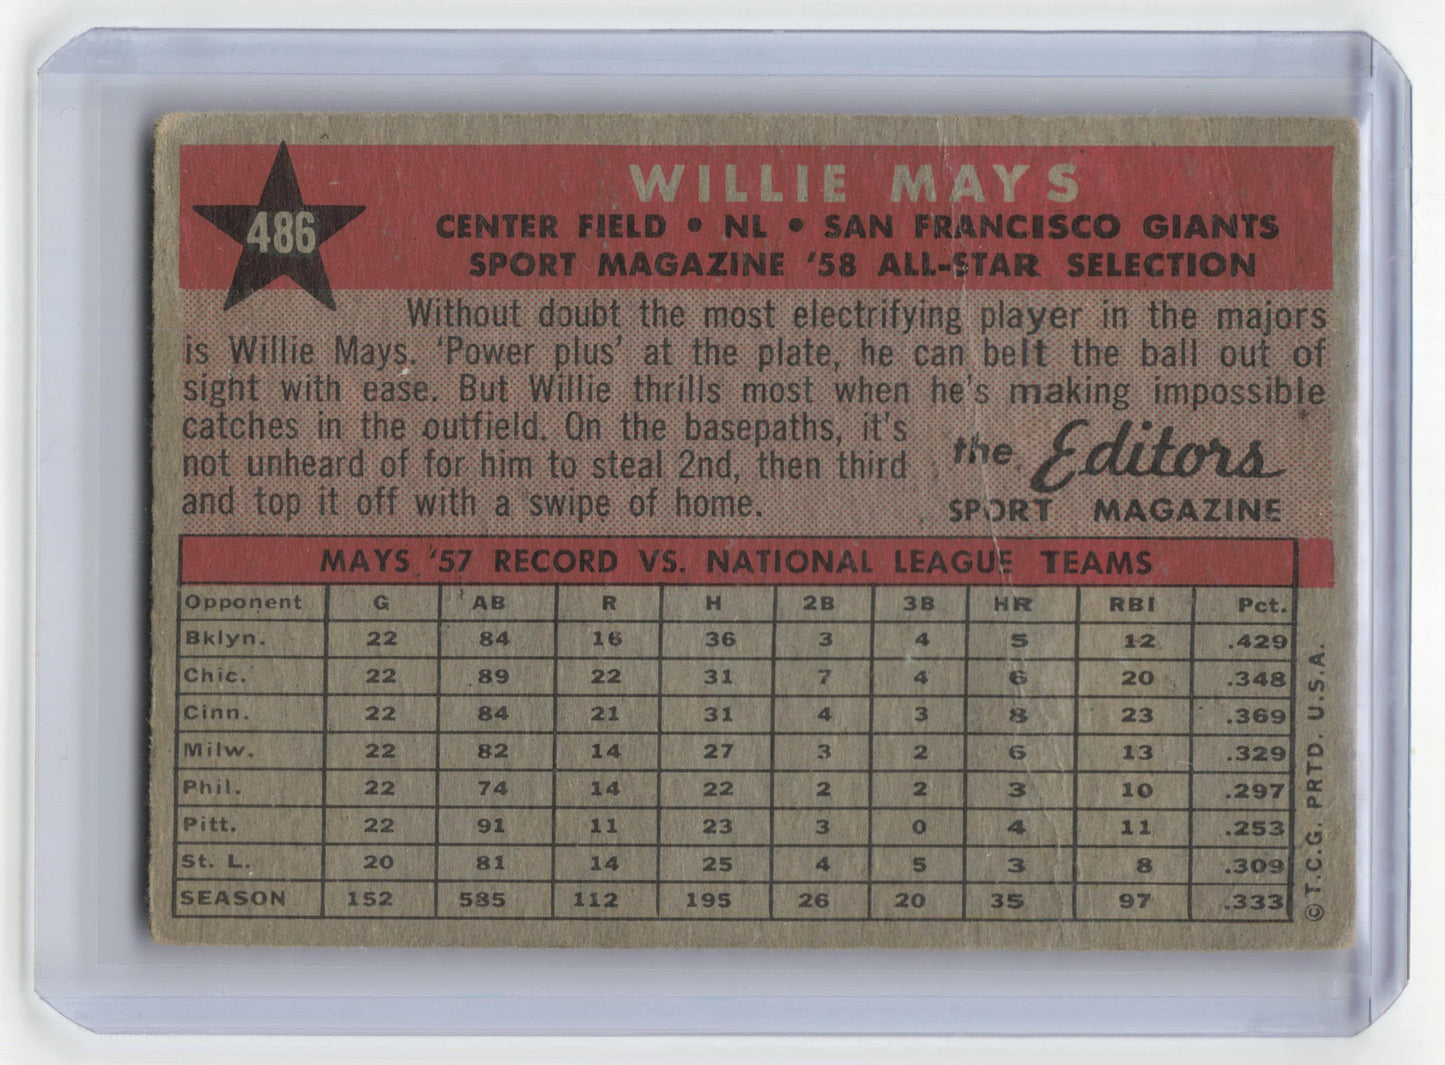 486
WILLIE MAYS
CENTER FIELD • NL • SAN FRANCISCO GIANTS
SPORT MAGAZINE '58 ALL-STAR SELECTION
Without doubt the most electrifying player in the majors
is Willie Mays. 'Power plus' at the plate, he can belt the ball out of
sight with ease. But Willie thrills most when he's making impossible
catches in the outfield. On the basepaths, it's
not unheard of for him to steal 2nd, then third
and top it off with a swipe of home.
the Editors
SPORT MAGAZINE
MAYS '57 RECORD VS. NATIONAL LEAGUE TEAMS
Opponent G AB R H 2B 3B HR RBI Pct.
Bklyn. 22 84 16 36 3 4 5 12 .429
Chic. 22 89 22 31 7 4 6 20 .348
Cinn. 22 84 21 31 4 3 8 23 .369
Milw. 22 82 14 27 3 2 6 13 .329
Phil. 22 74 14 22 2 2 3 10 .297
Pitt. 22 91 11 23 3 0 4 11 .253
St. L. 20 81 14 25 4 5 3 8 .309
SEASON 152 585 112 195 26 20 35 97 .333
© T.C.G. PRTD. U.S.A.